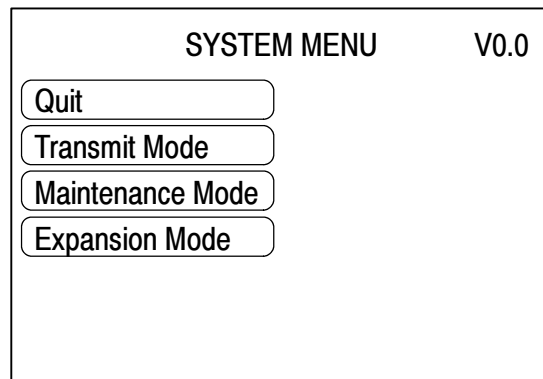 SYSTEM MENU V0.0
Quit
Transmit Mode
Maintenance Mode
Expansion Mode